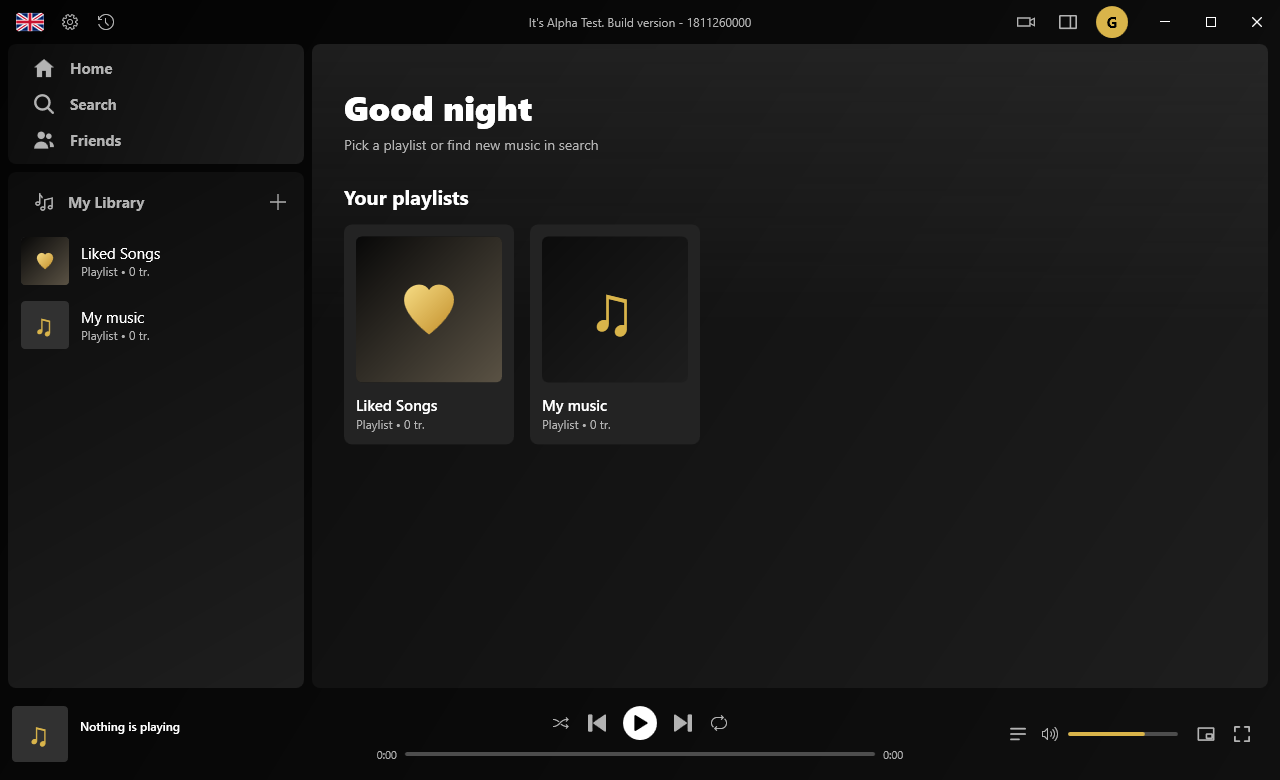 It's Alpha Test. Build version - 1811260000
G
Home
Search
Friends
My Library
Liked Songs
Playlist • 0 tr.
My music
Playlist • 0 tr.
Good night
Pick a playlist or find new music in search
Your playlists
Liked Songs
Playlist • 0 tr.
My music
Playlist • 0 tr.
Nothing is playing
0:00
0:00